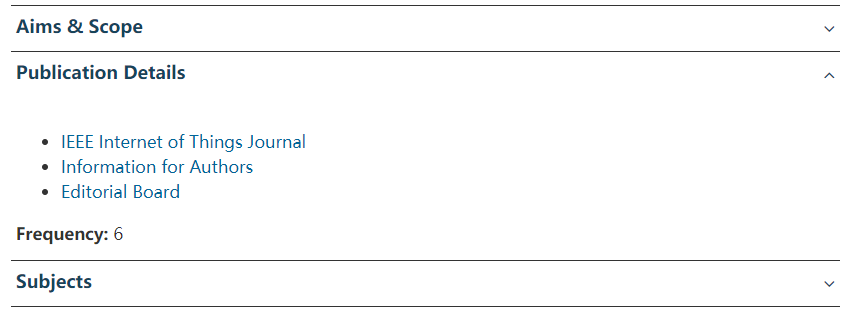 Aims & Scope
Publication Details
IEEE Internet of Things Journal
Information for Authors
Editorial Board
Frequency: 6
Subjects